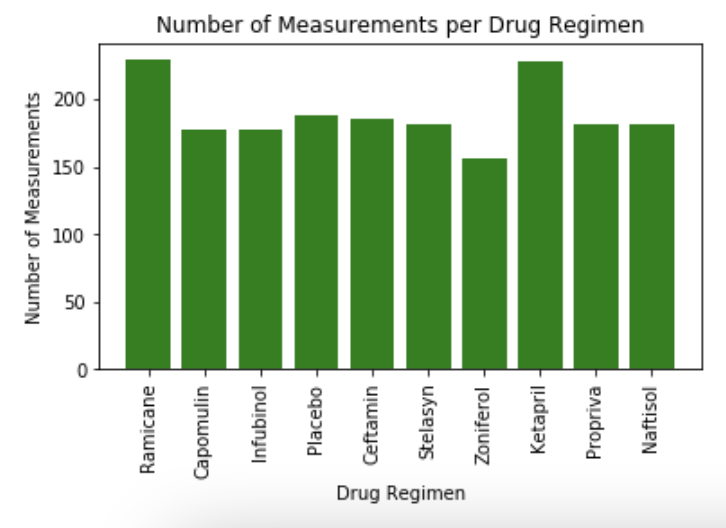 Number of Measurements per Drug Regimen
Number of Measurements
200
150
100
50
0
Ramicane
Capomulin
Infubinol
Placebo
Ceftamin
Stelasyn
Zoniferol
Ketapril
Propriva
Naftisol
Drug Regimen